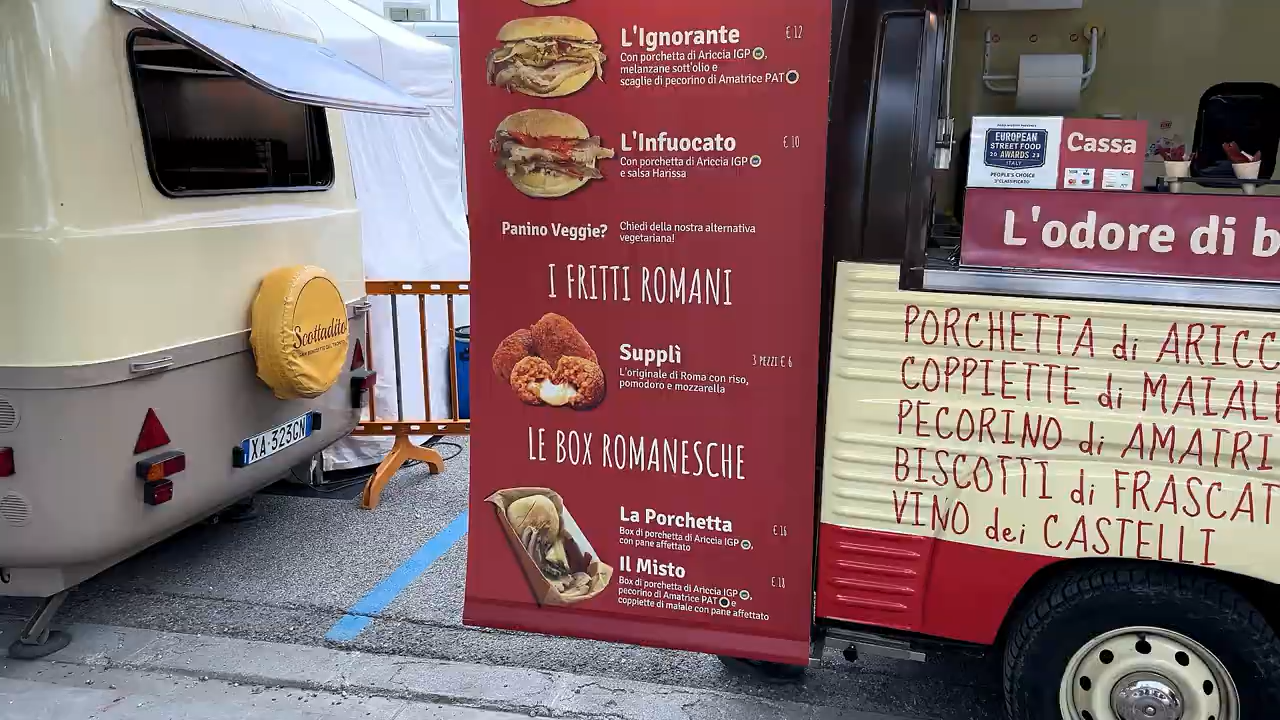 L'Ignorante
€ 12
Con porchetta di Ariccia IGP
melanzane sott'olio e
scaglie di pecorino di Amatrice PAT
L'Infuocato
€ 10
Con porchetta di Ariccia IGP
e salsa Harissa
Panino Veggie?
Chiedi della nostra alternativa
vegetariana!
I FRITTI ROMANI
Supplì
3 PEZZI € 6
L'originale di Roma con riso,
pomodoro e mozzarella
LE BOX ROMANESCHE
La Porchetta
€ 16
Box di porchetta di Ariccia IGP,
con pane affettato
Il Misto
€ 18
Box di porchetta di Ariccia IGP,
pecorino di Amatrice PAT e
coppiette di maiale con pane affettato
Scottadito
XA 323GN
EUROPEAN
STREET FOOD
AWARDS
20 23
ITALY
PEOPLE'S CHOICE
Cassa
L'odore di b
PORCHETTA di ARICC
COPPIETTE di MAIAL
PECORINO di AMATRI
BISCOTTI di FRASCAT
VINO dei CASTELLI